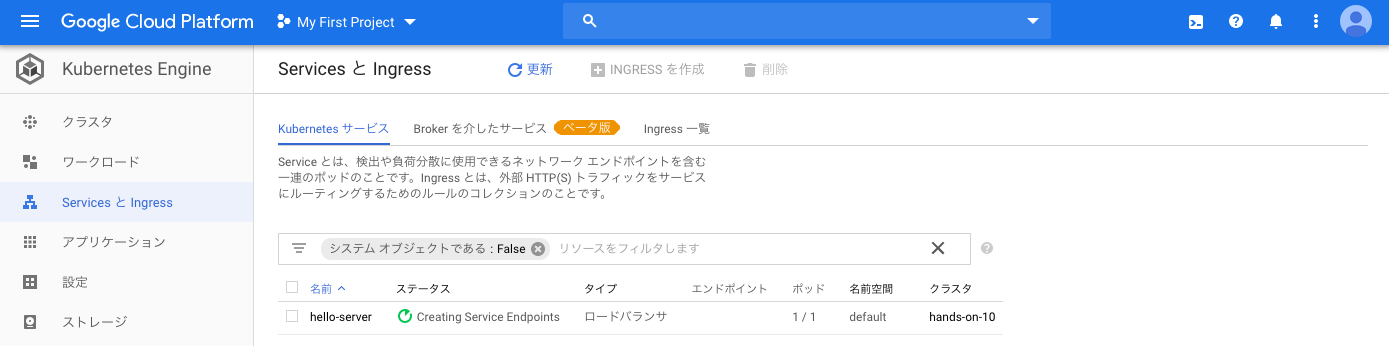 Google Cloud Platform
My First Project
Kubernetes Engine
Services と Ingress
更新
INGRESS を作成
削除
クラスタ
ワークロード
Services と Ingress
アプリケーション
設定
ストレージ
Kubernetes サービス
Broker を介したサービス
ベータ版
Ingress 一覧
Service とは、検出や負荷分散に使用できるネットワーク エンドポイントを含む
一連のポッドのことです。Ingress とは、外部 HTTP(S) トラフィックをサービス
にルーティングするためのルールのコレクションのことです。
システム オブジェクトである : False
リソースをフィルタします
名前 ステータス タイプ エンドポイント ポッド 名前空間 クラスタ
hello-server Creating Service Endpoints ロードバランサ 1 / 1 default hands-on-10